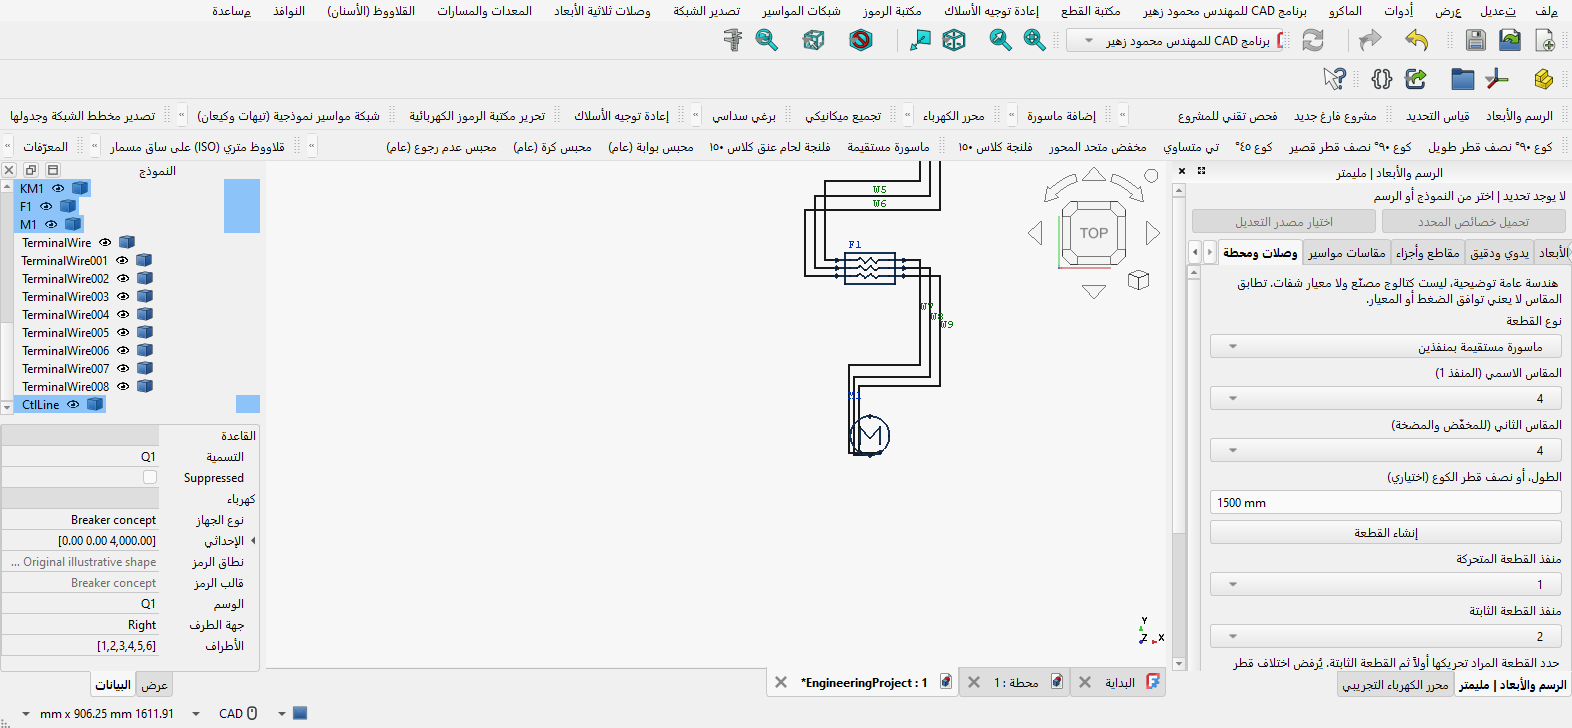 ملف تعديل عرض أدوات الماكرو برنامج CAD للمهندس محمود زهير مكتبة القطع إعادة توجيه الأسلاك مكتبة الرموز شبكات المواسير تصدير الشبكة وصلات ثلاثية الأبعاد المعدات والمسارات القلاووظ (الأسنان) النوافذ مساعدة
برنامج CAD للمهندس محمود زهير
الرسم والأبعاد قياس التحديد مشروع فارغ جديد فحص تقني للمشروع » إضافة ماسورة » محرر الكهرباء » تجميع ميكانيكي برغي سداسي » إعادة توجيه الأسلاك تحرير مكتبة الرموز الكهربائية شبكة مواسير نموذجية (تيهات وكيعان) » تصدير مخطط الشبكة وجدولها
كوع ٩٠° نصف قطر طويل كوع ٩٠° نصف قطر قصير كوع ٤٥° تي متساوي مخفض متحد المحور فلنجة كلاس ١٥٠ ماسورة مستقيمة فلنجة لحام عنق كلاس ١٥٠ محبس بوابة (عام) محبس كرة (عام) محبس عدم رجوع (عام) » قلاووظ متري (ISO) على ساق مسمار » المعرّفات »
النموذج
KM1
F1
M1
TerminalWire
TerminalWire001
TerminalWire002
TerminalWire003
TerminalWire004
TerminalWire005
TerminalWire006
TerminalWire007
TerminalWire008
CtlLine
القاعدة
التسمية Q1
Suppressed
كهرباء
نوع الجهاز Breaker concept
الإحداثي [0.00 0.00 4,000.00]
نطاق الرمز Original illustrative shape ...
قالب الرمز Breaker concept
الوسم Q1
جهة الطرف Right
الأطراف [1,2,3,4,5,6]
عرض البيانات
W5
W6
F1
W7
W8
W9
M
TOP
Y
Z X
الرسم والأبعاد | مليمتر
لا يوجد تحديد | اختر من النموذج أو الرسم
تحميل خصائص المحدد اختيار مصدر التعديل
الأبعاد يدوي ودقيق مقاطع وأجزاء مقاسات مواسير وصلات ومحطة
هندسة عامة توضيحية، ليست كتالوج مصنّع ولا معيار شفات. تطابق
المقاس لا يعني توافق الضغط أو المعيار.
نوع القطعة
ماسورة مستقيمة بمنفذين
المقاس الاسمي (المنفذ 1)
4
المقاس الثاني (للمخفّض والمضخة)
4
الطول، أو نصف قطر الكوع (اختياري)
1500 mm
إنشاء القطعة
منفذ القطعة المتحركة
1
منفذ القطعة الثابتة
2
حدد القطعة المراد تحريكها أولاً ثم القطعة الثابتة. يُرفض اختلاف قطر
الرسم والأبعاد | مليمتر محرر الكهرباء التجريبي
البداية محطة : 1 EngineeringProject : 1*
CAD 1611.91 mm x 906.25 mm